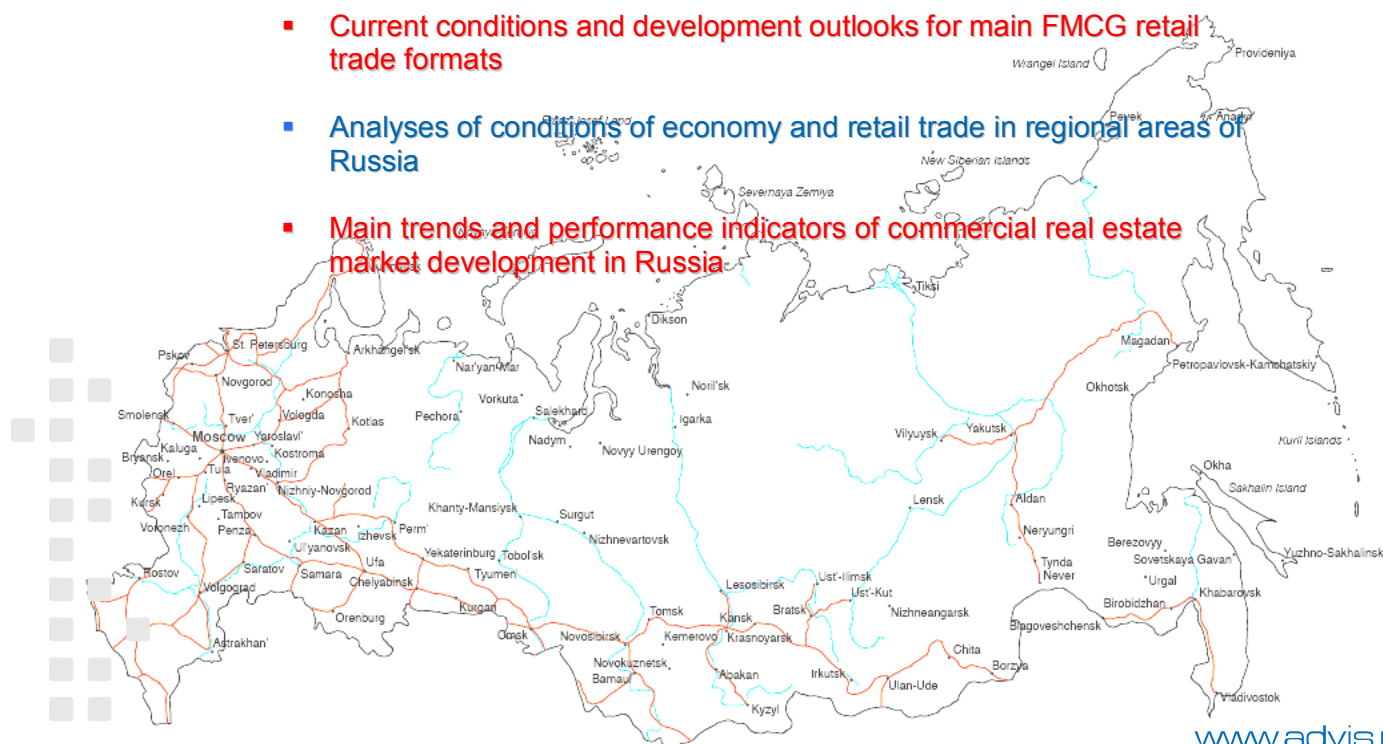 Current conditions and development outlooks for main FMCG retail
trade formats
Analyses of conditions of economy and retail trade in regional areas of
Russia
Main trends and performance indicators of commercial real estate
market development in Russia
Wrangel Island
Provideniya
Pevek
Anadyr'
New Siberian Islands
Severnaya Zemlya
Tiksi
Dikson
Magadan
Petropavlovsk-Kamchatskiy
Okhotsk
St. Petersburg
Pskov
Arkhangel'sk
Nar'yan-Mar
Noril'sk
Novgorod
Konosha
Vorkuta
Smolensk
Tver'
Vologda
Kotlas
Pechora
Salekhard
Igarka
Vilyuysk
Yakutsk
Moscow
Yaroslavl'
Nadym
Novyy Urengoy
Kuril Islands
Bryansk
Kaluga
Ivenovo
Kostroma
Orel
Tula
Vladimir
Okha
Sakhalin Island
Ryazan'
Nizhniy-Novgorod
Kursk
Lipesk
Lensk
Aldan
Voronezh
Tambov
Penza
Kazan
Izhevsk
Perm'
Khanty-Mansiysk
Surgut
Nizhnevartovsk
Neryungri
Berezovyy
Ul'yanovsk
Yekaterinburg
Tobol'sk
Tynda
Sovetskaya Gavan'
Yuzhno-Sakhalinsk
Rostov
Saratov
Samara
Ufa
Chelyabinsk
Tyumen
Never
Urgal
Volgograd
Lesosibirsk
Ust'-Ilimsk
Ust'-Kut
Khabarovsk
Orenburg
Kurgan
Tomsk
Kansk
Bratsk
Nizhneangarsk
Birobidzhan
Astrakhan'
Omsk
Novosibirsk
Kemerovo
Krasnoyarsk
Blagoveshchensk
Novokuznetsk
Barnaul
Abakan
Irkutsk
Chita
Borzya
Ulan-Ude
Kyzyl
Vladivostok